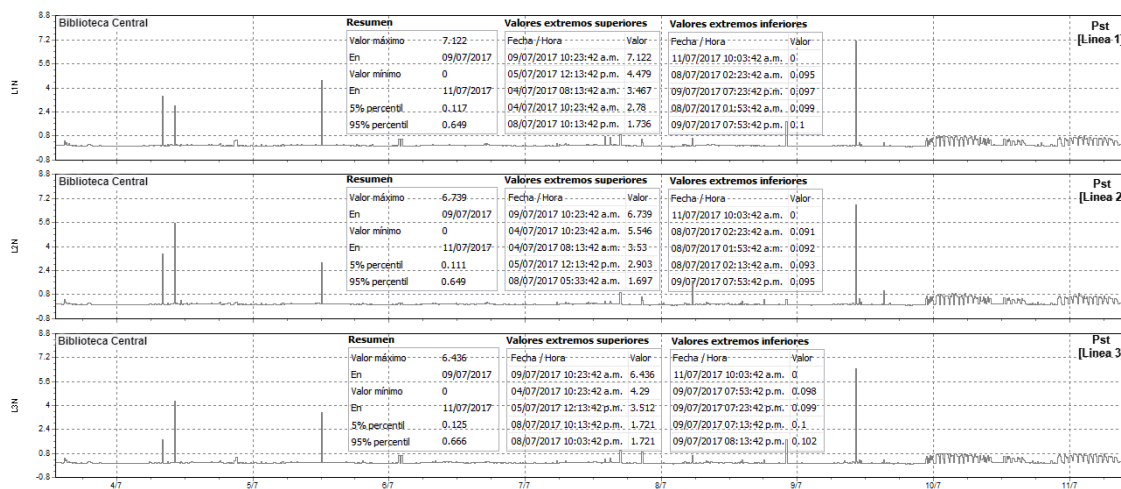 8.8
7.2
5.6
4
2.4
0.8
-0.8
L1N
Biblioteca Central
Pst
[Linea 1]
Resumen
Valor máximo 7.122
En 09/07/2017
Valor mínimo 0
En 11/07/2017
5% percentil 0.117
95% percentil 0.649
Valores extremos superiores
Fecha / Hora Valor
09/07/2017 10:23:42 a.m. 7.122
05/07/2017 12:13:42 p.m. 4.479
04/07/2017 08:13:42 a.m. 3.467
04/07/2017 10:23:42 a.m. 2.78
08/07/2017 10:13:42 p.m. 1.736
Valores extremos inferiores
Fecha / Hora Valor
11/07/2017 10:03:42 a.m. 0
08/07/2017 02:23:42 a.m. 0.095
09/07/2017 07:23:42 p.m. 0.097
08/07/2017 01:53:42 a.m. 0.099
09/07/2017 07:53:42 p.m. 0.1
8.8
7.2
5.6
4
2.4
0.8
-0.8
L2N
Biblioteca Central
Pst
[Linea 2
Resumen
Valor máximo 6.739
En 09/07/2017
Valor mínimo 0
En 11/07/2017
5% percentil 0.111
95% percentil 0.649
Valores extremos superiores
Fecha / Hora Valor
09/07/2017 10:23:42 a.m. 6.739
04/07/2017 10:23:42 a.m. 5.546
04/07/2017 08:13:42 a.m. 3.53
05/07/2017 12:13:42 p.m. 2.903
08/07/2017 05:33:42 a.m. 1.697
Valores extremos inferiores
Fecha / Hora Valor
11/07/2017 10:03:42 a.m. 0
08/07/2017 02:23:42 a.m. 0.091
08/07/2017 01:53:42 a.m. 0.092
08/07/2017 02:13:42 a.m. 0.093
09/07/2017 07:53:42 p.m. 0.095
8.8
7.2
5.6
4
2.4
0.8
-0.8
L3N
Biblioteca Central
Pst
[Linea 3
Resumen
Valor máximo 6.436
En 09/07/2017
Valor mínimo 0
En 11/07/2017
5% percentil 0.125
95% percentil 0.666
Valores extremos superiores
Fecha / Hora Valor
09/07/2017 10:23:42 a.m. 6.436
04/07/2017 10:23:42 a.m. 4.29
05/07/2017 12:13:42 p.m. 3.512
08/07/2017 10:13:42 p.m. 1.721
08/07/2017 10:03:42 p.m. 1.721
Valores extremos inferiores
Fecha / Hora Valor
11/07/2017 10:03:42 a.m. 0
09/07/2017 07:53:42 p.m. 0.098
09/07/2017 07:23:42 p.m. 0.099
09/07/2017 07:13:42 p.m. 0.1
09/07/2017 08:13:42 p.m. 0.102
4/7 5/7 6/7 7/7 8/7 9/7 10/7 11/7